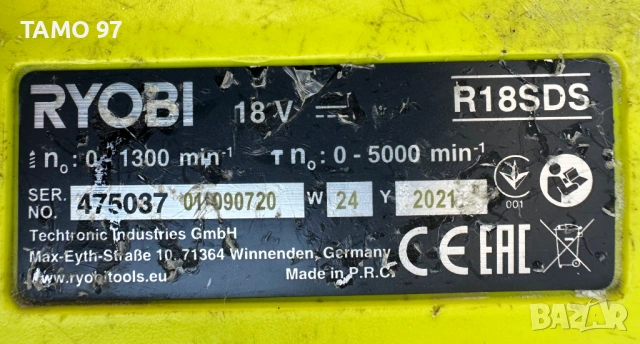 TAMO 97
RYOBI 18 V R18SDS
n₀: 0-1300 min⁻¹ n₀: 0-5000 min⁻¹
SER. NO. 475037 W 24 Y 2021
001
Techtronic Industries GmbH
Max-Eyth-Straße 10, 71364 Winnenden, Germany
www.ryobitools.eu Made in P.R.C.
CE EAC
BAZAR
bg